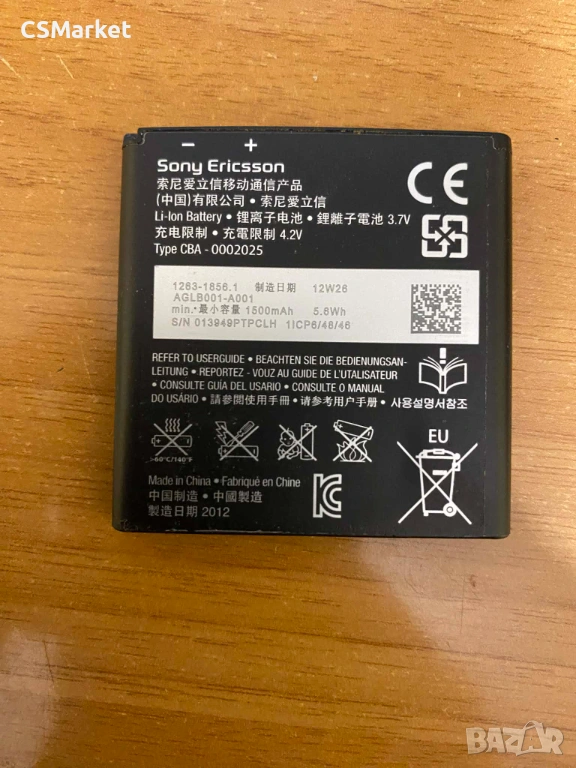 CSMarket
− +
Sony Ericsson
索尼爱立信移动通信产品
(中国)有限公司・索尼爱立信
Li-Ion Battery・锂离子电池・鋰離子電池 3.7V
充电限制・充電限制 4.2V
Type CBA - 0002025
1263-1856.1 制造日期 12W26
AGLB001-A001
min.・最小容量 1500mAh 5.6Wh
S/N 013949PTPCLH 1ICP6/48/46
REFER TO USERGUIDE・BEACHTEN SIE DIE BEDIENUNGSAN-
LEITUNG・REPORTEZ - VOUZ AU GUIDE DE L'UTILISATEUR
・CONSULTE GUÍA DEL USARIO・CONSULTE O MANUAL
DO USÁRIO・請參閱使用手冊・请参考用户手册・사용설명서참조
>60°C/140°F
EU
Made in China・Fabriqué en Chine
中国制造・中國製造
製造日期 2012
BAZAR